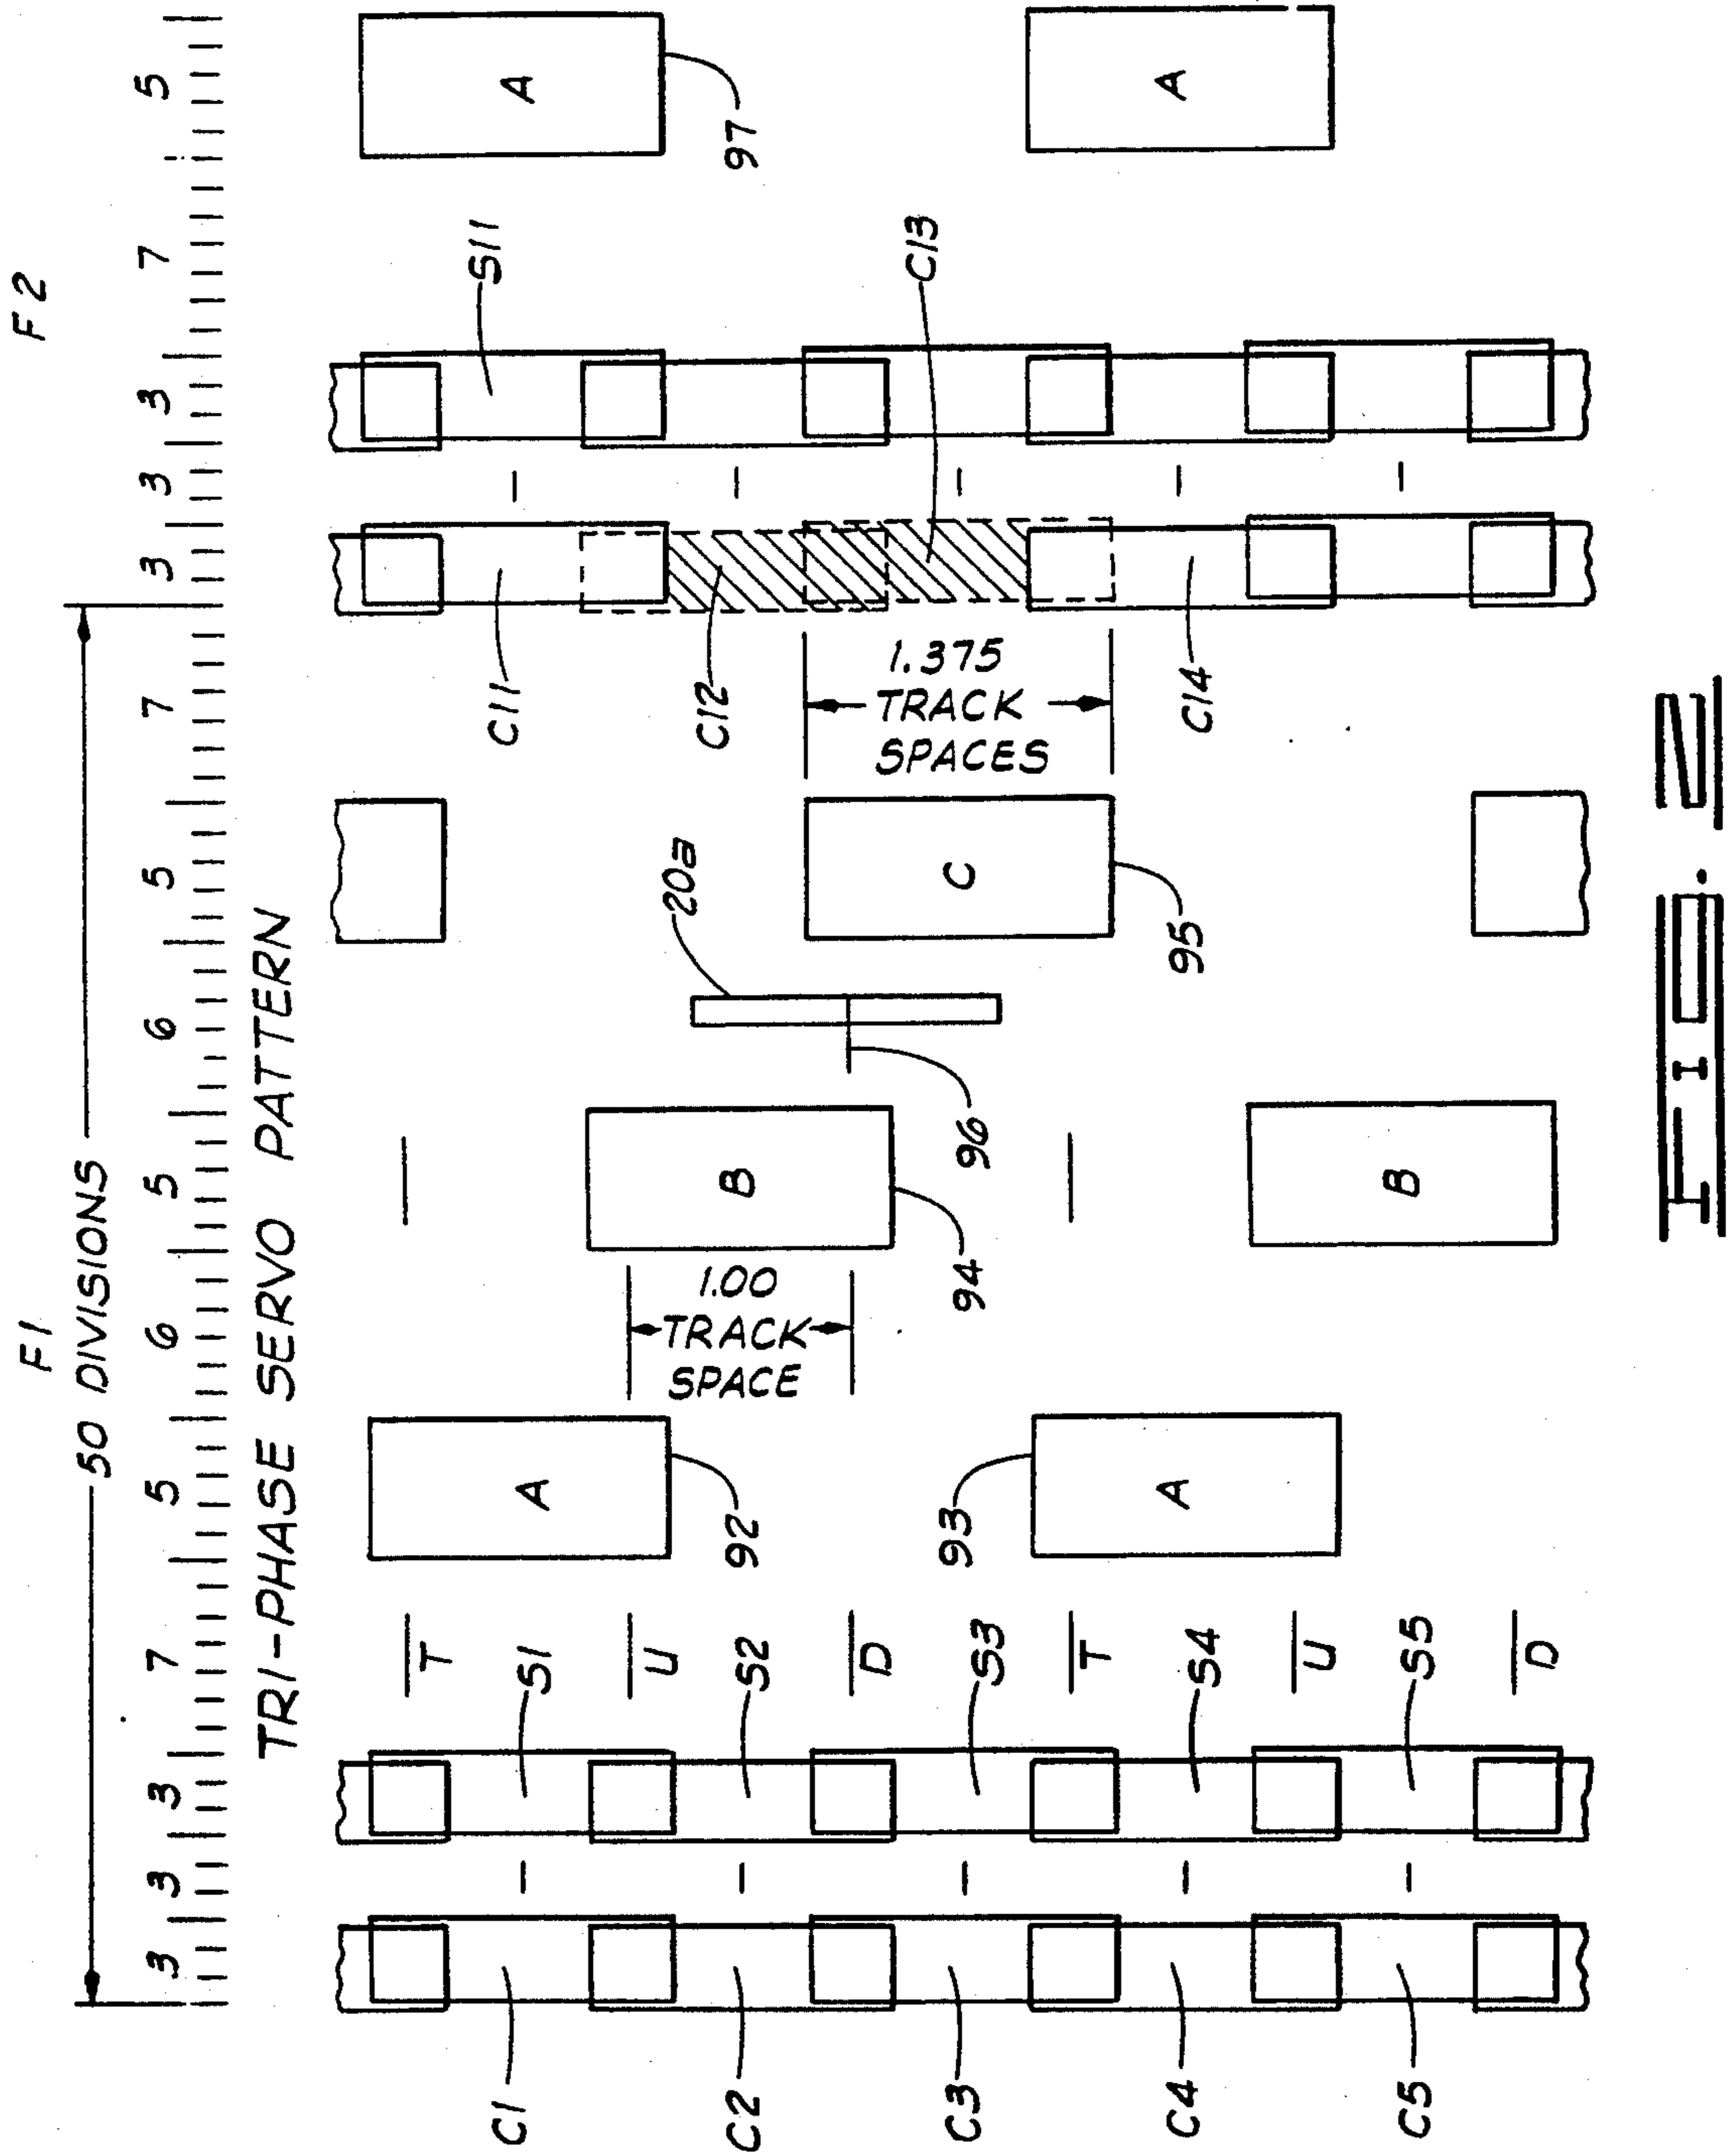 F1
F2
50 DIVISIONS
3 3 3 7 5 6 5 6 5 7 3 3 3 7 5
TRI-PHASE SERVO PATTERN
C1
C2
C3
C4
C5
S1
S2
S3
S4
S5
T
U
D
T
U
D
A
92
93
A
1.00
TRACK
SPACE
B
94
B
96
20a
C
95
1.375
TRACK
SPACES
C11
C12
C13
C14
S11
A
97
A
FIG. 2